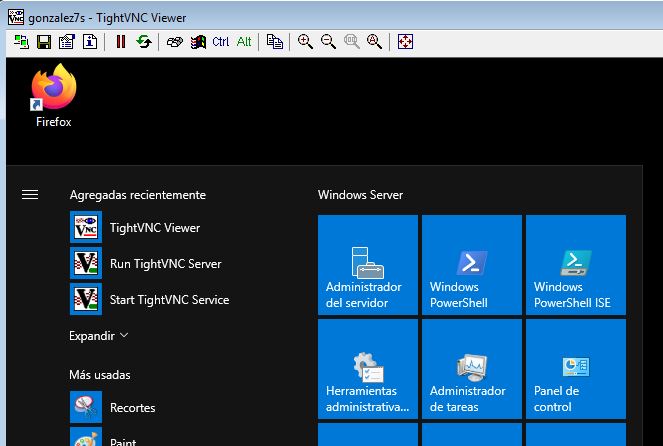 gonzalez7s - TightVNC Viewer
Ctrl Alt
Firefox
Agregadas recientemente
TightVNC Viewer
Run TightVNC Server
Start TightVNC Service
Expandir
Más usadas
Recortes
Paint
Windows Server
Administrador
del servidor
Windows
PowerShell
Windows
PowerShell ISE
Herramientas
administrativa...
Administrador
de tareas
Panel de
control